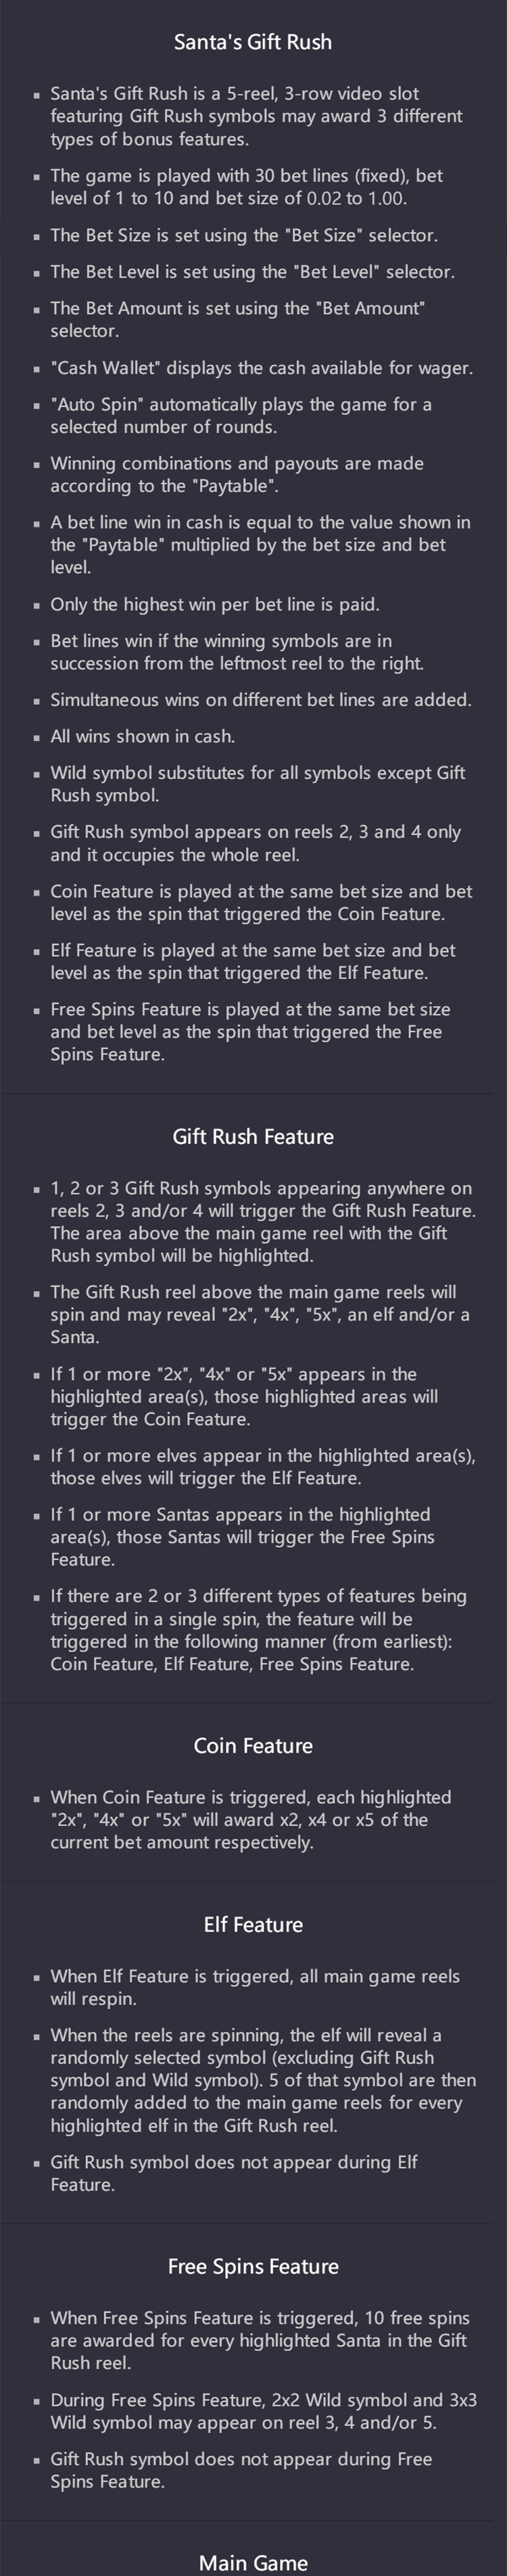 Santa's Gift Rush
▪ Santa's Gift Rush is a 5-reel, 3-row video slot
featuring Gift Rush symbols may award 3 different
types of bonus features.
▪ The game is played with 30 bet lines (fixed), bet
level of 1 to 10 and bet size of 0.02 to 1.00.
▪ The Bet Size is set using the "Bet Size" selector.
▪ The Bet Level is set using the "Bet Level" selector.
▪ The Bet Amount is set using the "Bet Amount"
selector.
▪ "Cash Wallet" displays the cash available for wager.
▪ "Auto Spin" automatically plays the game for a
selected number of rounds.
▪ Winning combinations and payouts are made
according to the "Paytable".
▪ A bet line win in cash is equal to the value shown in
the "Paytable" multiplied by the bet size and bet
level.
▪ Only the highest win per bet line is paid.
▪ Bet lines win if the winning symbols are in
succession from the leftmost reel to the right.
▪ Simultaneous wins on different bet lines are added.
▪ All wins shown in cash.
▪ Wild symbol substitutes for all symbols except Gift
Rush symbol.
▪ Gift Rush symbol appears on reels 2, 3 and 4 only
and it occupies the whole reel.
▪ Coin Feature is played at the same bet size and bet
level as the spin that triggered the Coin Feature.
▪ Elf Feature is played at the same bet size and bet
level as the spin that triggered the Elf Feature.
▪ Free Spins Feature is played at the same bet size
and bet level as the spin that triggered the Free
Spins Feature.
Gift Rush Feature
▪ 1, 2 or 3 Gift Rush symbols appearing anywhere on
reels 2, 3 and/or 4 will trigger the Gift Rush Feature.
The area above the main game reel with the Gift
Rush symbol will be highlighted.
▪ The Gift Rush reel above the main game reels will
spin and may reveal "2x", "4x", "5x", an elf and/or a
Santa.
▪ If 1 or more "2x", "4x" or "5x" appears in the
highlighted area(s), those highlighted areas will
trigger the Coin Feature.
▪ If 1 or more elves appear in the highlighted area(s),
those elves will trigger the Elf Feature.
▪ If 1 or more Santas appears in the highlighted
area(s), those Santas will trigger the Free Spins
Feature.
▪ If there are 2 or 3 different types of features being
triggered in a single spin, the feature will be
triggered in the following manner (from earliest):
Coin Feature, Elf Feature, Free Spins Feature.
Coin Feature
▪ When Coin Feature is triggered, each highlighted
"2x", "4x" or "5x" will award x2, x4 or x5 of the
current bet amount respectively.
Elf Feature
▪ When Elf Feature is triggered, all main game reels
will respin.
▪ When the reels are spinning, the elf will reveal a
randomly selected symbol (excluding Gift Rush
symbol and Wild symbol). 5 of that symbol are then
randomly added to the main game reels for every
highlighted elf in the Gift Rush reel.
▪ Gift Rush symbol does not appear during Elf
Feature.
Free Spins Feature
▪ When Free Spins Feature is triggered, 10 free spins
are awarded for every highlighted Santa in the Gift
Rush reel.
▪ During Free Spins Feature, 2x2 Wild symbol and 3x3
Wild symbol may appear on reel 3, 4 and/or 5.
▪ Gift Rush symbol does not appear during Free
Spins Feature.
Main Game